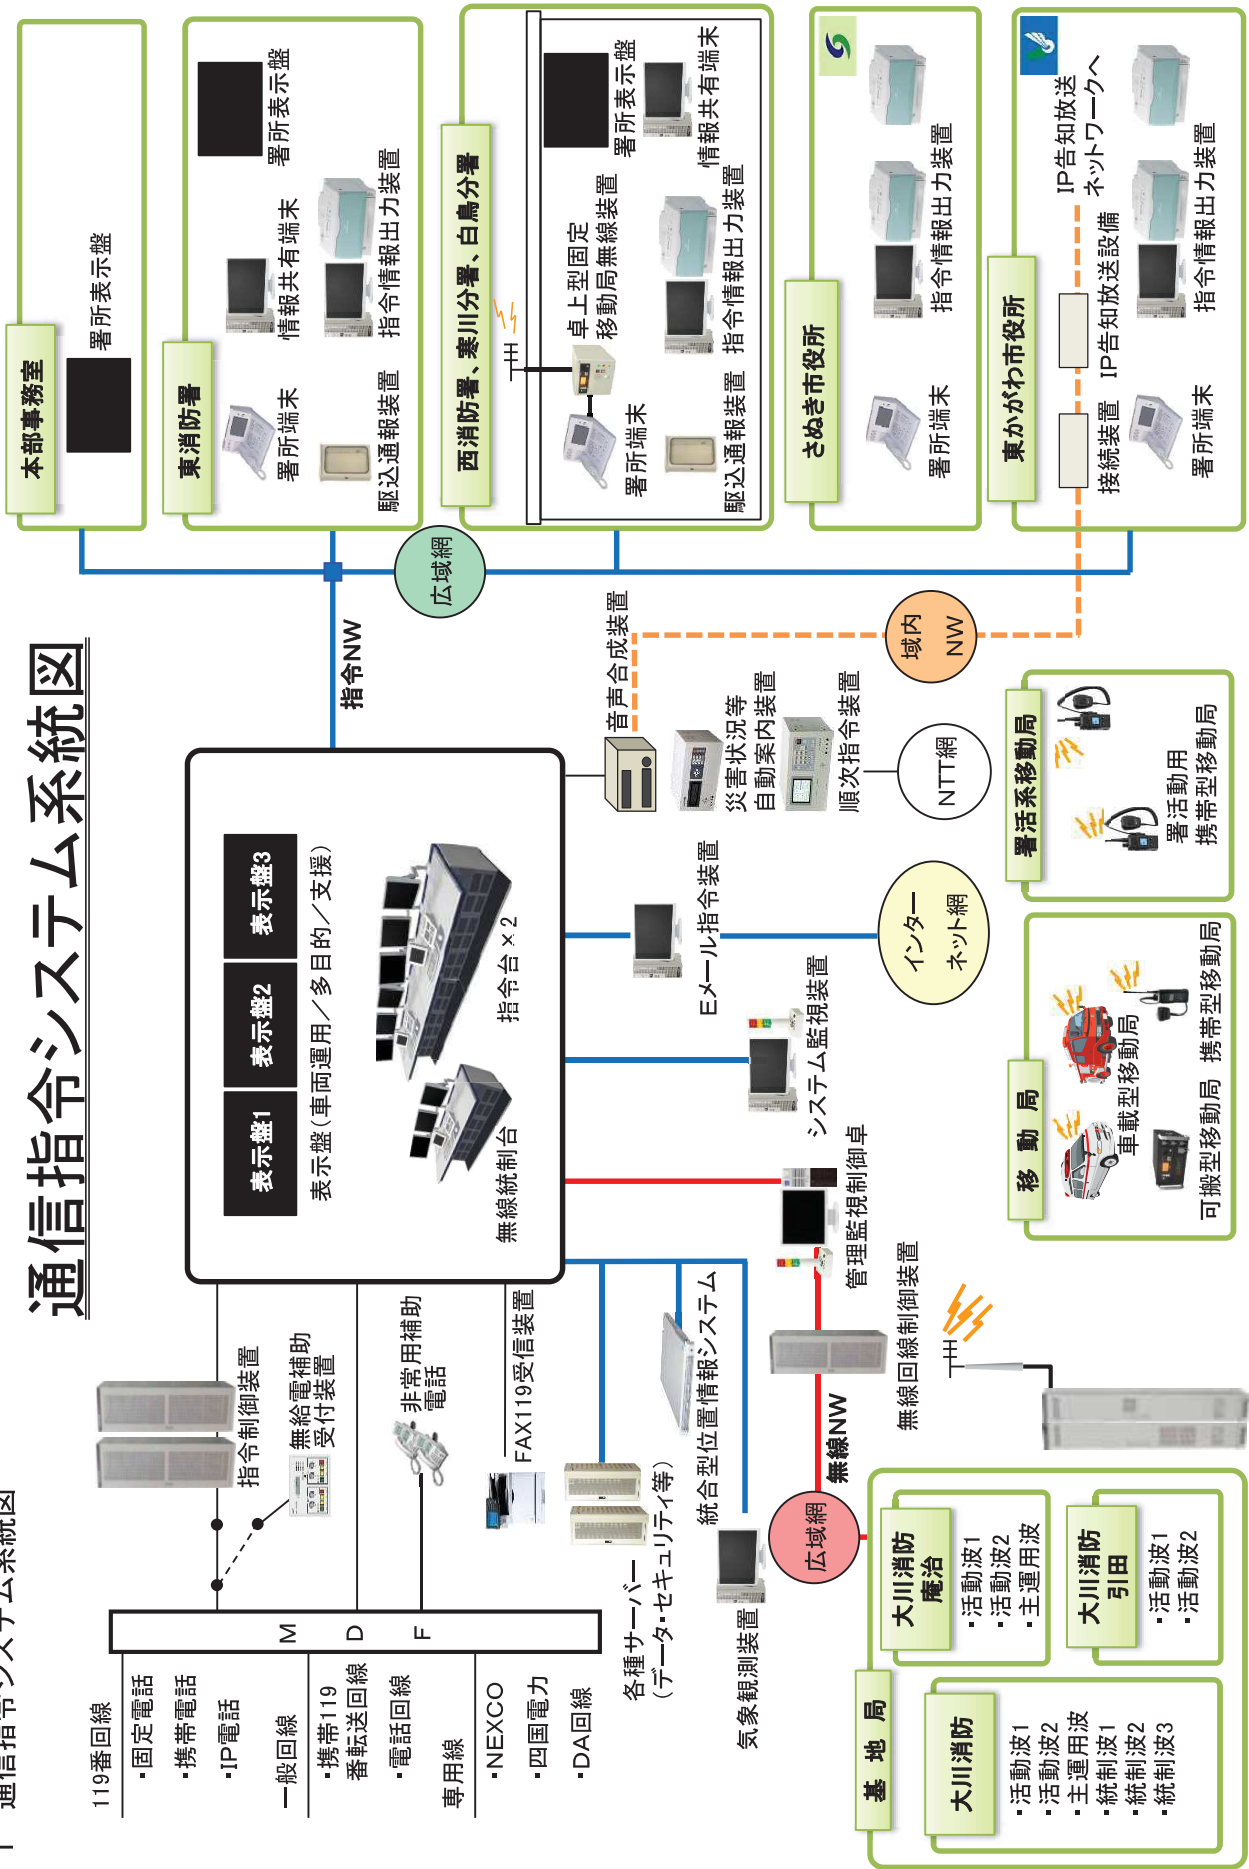 1　通信指令システム系統図
通信指令システム系統図
119番回線
・固定電話
・携帯電話
・IP電話
一般回線
・携帯119
番転送回線
・電話回線
専用線
・NEXCO
・四国電力
・DA回線
M
D
F
指令制御装置
無給電補助
受付装置
非常用補助
電話
FAX119受信装置
各種サーバー
（データ・セキュリティ等）
統合型位置情報システム
気象観測装置
表示盤1
表示盤2
表示盤3
表示盤（車両運用／多目的／支援）
無線統制台
指令台×2
指令NW
広域網
本部事務室
署所表示盤
東消防署
署所端末
情報共有端末
署所表示盤
駆込通報装置
指令情報出力装置
西消防署、寒川分署、白鳥分署
卓上型固定
移動局無線装置
署所端末
署所表示盤
情報共有端末
駆込通報装置
指令情報出力装置
さぬき市役所
署所端末
指令情報出力装置
東かがわ市役所
接続装置
IP告知放送設備
IP告知放送
ネットワークへ
署所端末
指令情報出力装置
音声合成装置
災害状況等
自動案内装置
順次指令装置
NTT網
域内
NW
Eメール指令装置
インター
ネット網
システム監視装置
管理監視制御卓
無線回線制御装置
無線NW
広域網
基地局
大川消防
・活動波1
・活動波2
・主運用波
・統制波1
・統制波2
・統制波3
大川消防
庵治
・活動波1
・活動波2
・主運用波
大川消防
引田
・活動波1
・活動波2
移動局
車載型移動局
可搬型移動局
携帯型移動局
署活系移動局
署活動用
携帯型移動局